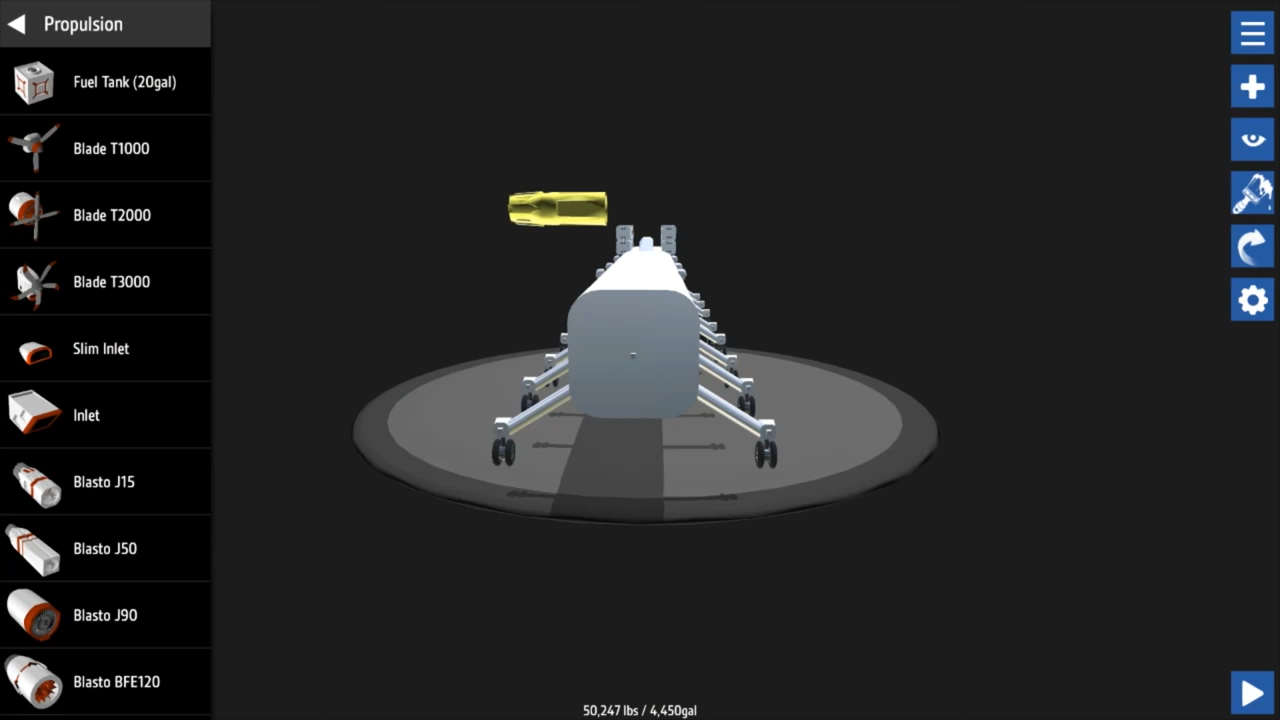 Propulsion
Fuel Tank (20gal)
Blade T1000
Blade T2000
Blade T3000
Slim Inlet
Inlet
Blasto J15
Blasto J50
Blasto J90
Blasto BFE120
50,247 lbs / 4,450gal